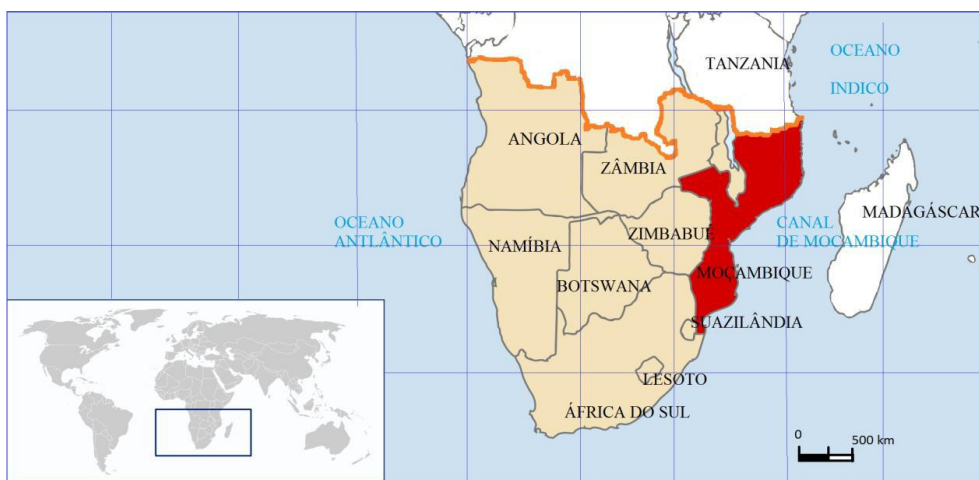 OCEANO
INDICO
TANZANIA
ANGOLA
ZÂMBIA
MADAGÁSCAR
OCEANO
ANTLÂNTICO
CANAL
DE MOÇAMBIQUE
NAMÍBIA
ZIMBABUE
MOÇAMBIQUE
BOTSWANA
SUAZILÂNDIA
LESOTO
ÁFRICA DO SUL
0 500 km